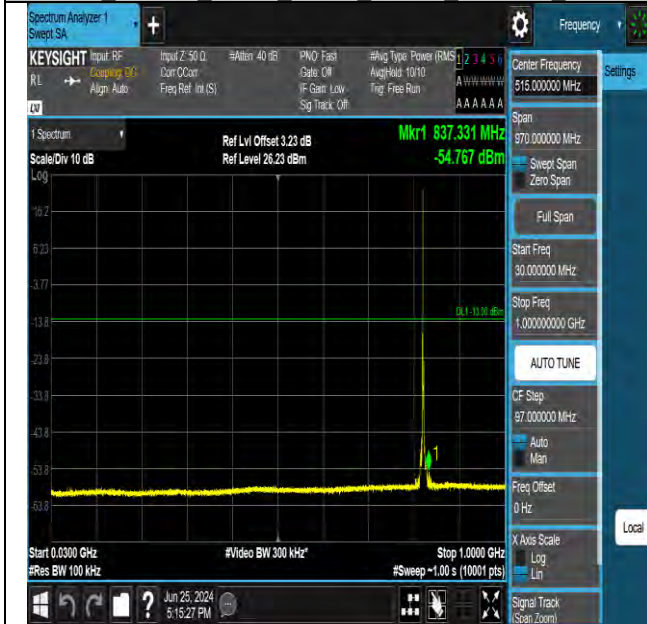 Spectrum Analyzer 1
Swept SA
+
Frequency
KEYSIGHT
RL
LXI
Input: RF
Coupling: DC
Align: Auto
Input Z: 50 Ω
Corr CCorr
Freq Ref: Int (S)
#Atten: 40 dB
PNO: Fast
Gate: Off
IF Gain: Low
Sig Track: Off
#Avg Type: Power (RMS
Avg|Hold: 10/10
Trig: Free Run
1 2 3 4 5 6
A W W W W W
A A A A A A
Center Frequency
515.000000 MHz
Settings
Span
970.000000 MHz
Swept Span
Zero Span
Full Span
Start Freq
30.000000 MHz
Stop Freq
1.000000000 GHz
AUTO TUNE
CF Step
97.000000 MHz
Auto
Man
Freq Offset
0 Hz
X Axis Scale
Log
Lin
Signal Track
(Span Zoom)
Local
1 Spectrum
Scale/Div 10 dB
Ref Lvl Offset 3.23 dB
Ref Level 26.23 dBm
Mkr1 837.331 MHz
-54.767 dBm
Log
16.2
6.23
-3.77
-13.8
-23.8
-33.8
-43.8
-53.8
-63.8
DL1 -13.00 dBm
1
Start 0.0300 GHz
#Res BW 100 kHz
#Video BW 300 kHz*
Stop 1.0000 GHz
#Sweep ~1.00 s (10001 pts)
?
Jun 25, 2024
5:15:27 PM